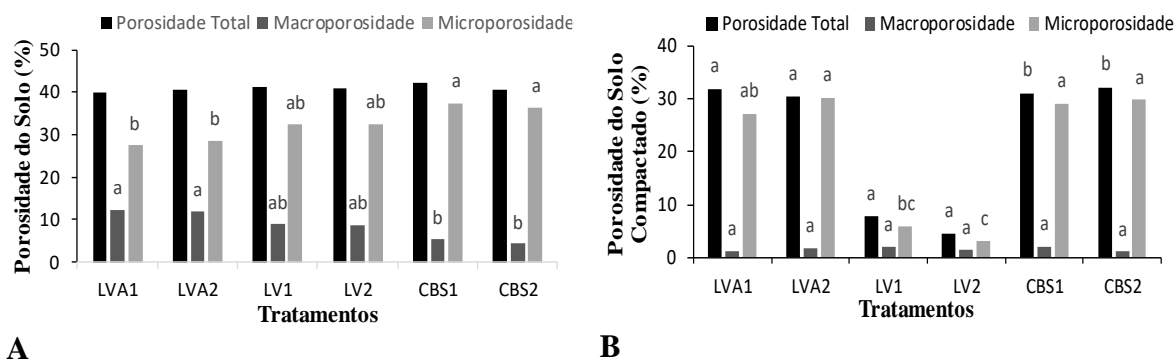 Porosidade Total Macroporosidade Microporosidade
Porosidade do Solo (%)
50
40
30
20
10
0
a a
ab ab
b b
a a
ab ab
b b
LVA1 LVA2 LV1 LV2 CBS1 CBS2
Tratamentos
A
Porosidade Total Macroporosidade Microporosidade
Porosidade do Solo
Compactado (%)
40
30
20
10
0
a ab a a b a b a
a a a a bc a a c a a
LVA1 LVA2 LV1 LV2 CBS1 CBS2
Tratamentos
B